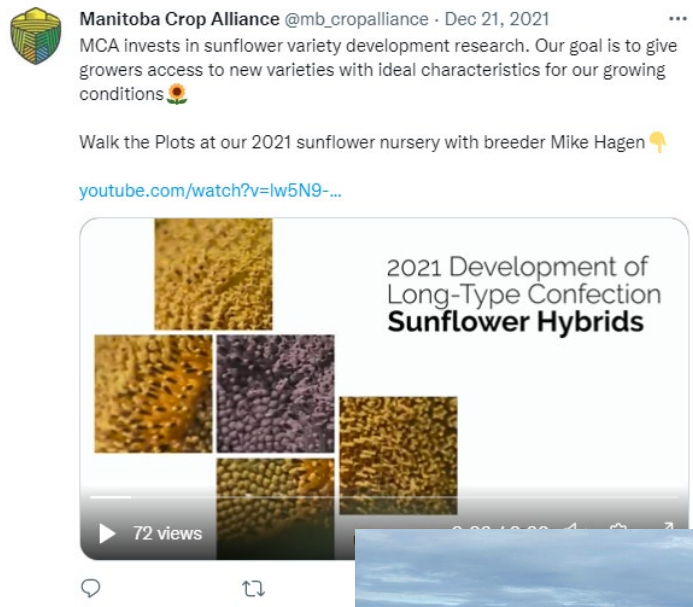 Manitoba Crop Alliance @mb_cropalliance · Dec 21, 2021
MCA invests in sunflower variety development research. Our goal is to give
growers access to new varieties with ideal characteristics for our growing
conditions🌻
Walk the Plots at our 2021 sunflower nursery with breeder Mike Hagen👇
youtube.com/watch?v=lw5N9-...
2021 Development of
Long-Type Confection
Sunflower Hybrids
72 views